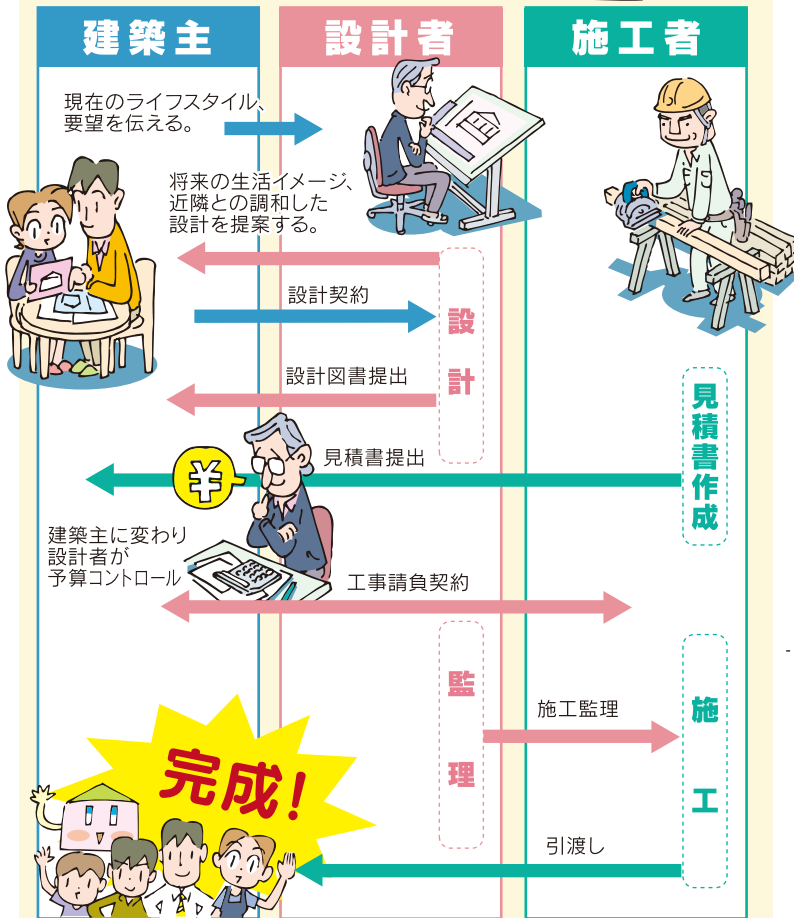 建築主
設計者
施工者
現在のライフスタイル、
要望を伝える。
将来の生活イメージ、
近隣との調和した
設計を提案する。
設計契約
設計
設計図書提出
見積書作成
見積書提出
¥
建築主に変わり
設計者が
予算コントロール
工事請負契約
監理
施工監理
施工
完成!
引渡し